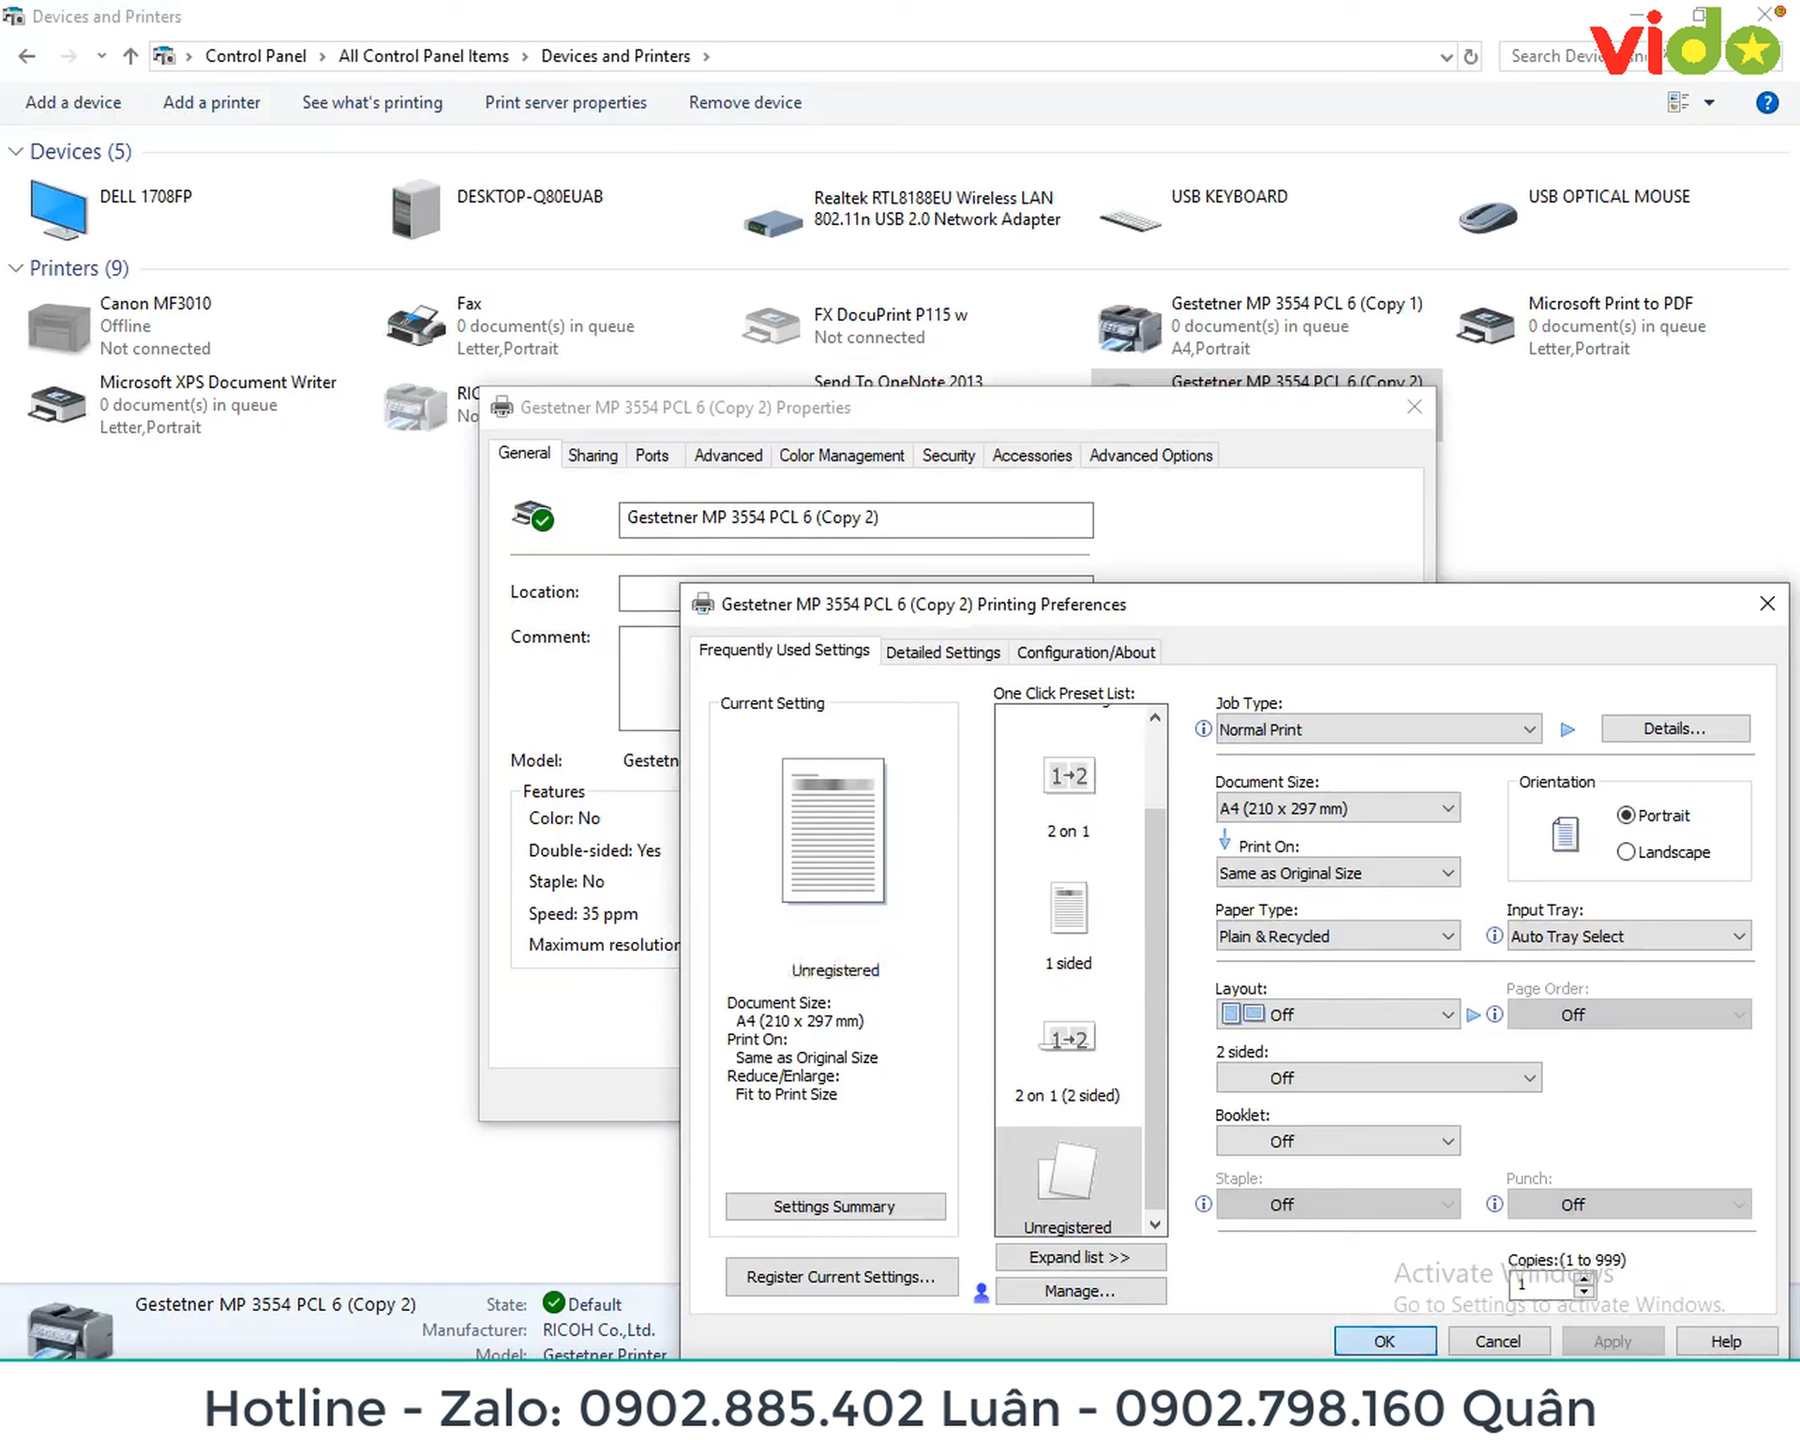 Devices and Printers
vido
Control Panel > All Control Panel Items > Devices and Printers >
Add a device Add a printer See what's printing Print server properties Remove device
Devices (5)
DELL 1708FP
DESKTOP-Q80EUAB
Realtek RTL8188EU Wireless LAN
802.11n USB 2.0 Network Adapter
USB KEYBOARD
USB OPTICAL MOUSE
Printers (9)
Canon MF3010
Offline
Not connected
Fax
0 document(s) in queue
Letter,Portrait
FX DocuPrint P115 w
Not connected
Gestetner MP 3554 PCL 6 (Copy 1)
0 document(s) in queue
A4,Portrait
Microsoft Print to PDF
0 document(s) in queue
Letter,Portrait
Microsoft XPS Document Writer
0 document(s) in queue
Letter,Portrait
Send To OneNote 2013
Gestetner MP 3554 PCL 6 (Copy 2)
Gestetner MP 3554 PCL 6 (Copy 2) Properties
General Sharing Ports Advanced Color Management Security Accessories Advanced Options
Gestetner MP 3554 PCL 6 (Copy 2)
Location:
Comment:
Model: Gestetn
Features
Color: No
Double-sided: Yes
Staple: No
Speed: 35 ppm
Maximum resolution
Gestetner MP 3554 PCL 6 (Copy 2) Printing Preferences
Frequently Used Settings Detailed Settings Configuration/About
Current Setting
Unregistered
Document Size:
A4 (210 x 297 mm)
Print On:
Same as Original Size
Reduce/Enlarge:
Fit to Print Size
Settings Summary
Register Current Settings...
One Click Preset List:
1→2
2 on 1
1 sided
1→2
2 on 1 (2 sided)
Unregistered
Expand list >>
Manage...
Job Type:
Normal Print
Details...
Document Size:
A4 (210 x 297 mm)
Print On:
Same as Original Size
Orientation
Portrait
Landscape
Paper Type:
Plain & Recycled
Input Tray:
Auto Tray Select
Layout:
Off
Page Order:
Off
2 sided:
Off
Booklet:
Off
Staple:
Off
Punch:
Off
Copies:(1 to 999)
1
Activate Windows
Go to Settings to activate Windows.
OK Cancel Apply Help
Gestetner MP 3554 PCL 6 (Copy 2)
State: Default
Manufacturer: RICOH Co.,Ltd.
Model: Gestetner Printer
Hotline - Zalo: 0902.885.402 Luân - 0902.798.160 Quân